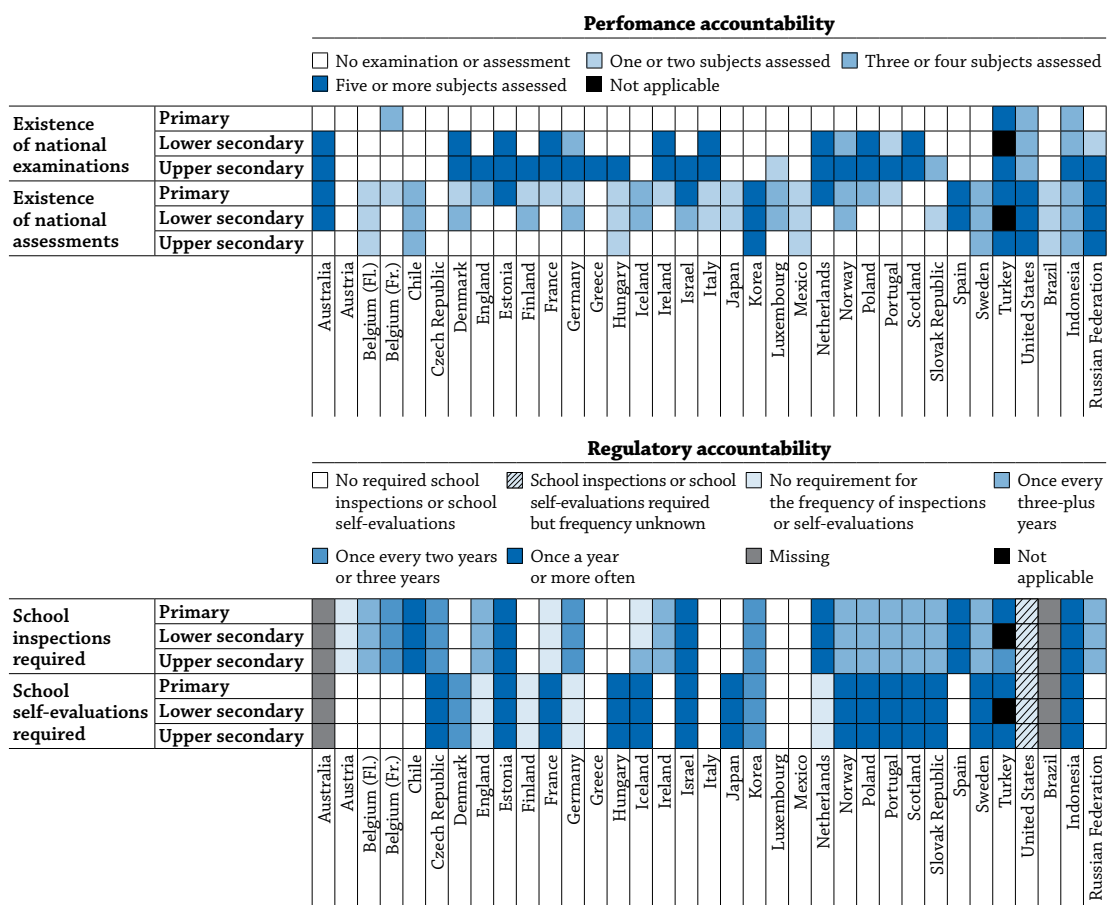 Perfomance accountability
No examination or assessment
One or two subjects assessed
Three or four subjects assessed
Five or more subjects assessed
Not applicable
Existence
of national
examinations
Primary
Lower secondary
Upper secondary
Existence
of national
assessments
Primary
Lower secondary
Upper secondary
Australia
Austria
Belgium (Fl.)
Belgium (Fr.)
Chile
Czech Republic
Denmark
England
Estonia
Finland
France
Germany
Greece
Hungary
Iceland
Ireland
Israel
Italy
Japan
Korea
Luxembourg
Mexico
Netherlands
Norway
Poland
Portugal
Scotland
Slovak Republic
Spain
Sweden
Turkey
United States
Brazil
Indonesia
Russian Federation
Regulatory accountability
No required school
inspections or school
self-evaluations
School inspections or school
self-evaluations required
but frequency unknown
No requirement for
the frequency of inspections
or self-evaluations
Once every
three-plus
years
Once every two years
or three years
Once a year
or more often
Missing
Not
applicable
School
inspections
required
Primary
Lower secondary
Upper secondary
School
self-evaluations
required
Primary
Lower secondary
Upper secondary
Australia
Austria
Belgium (Fl.)
Belgium (Fr.)
Chile
Czech Republic
Denmark
England
Estonia
Finland
France
Germany
Greece
Hungary
Iceland
Ireland
Israel
Italy
Japan
Korea
Luxembourg
Mexico
Netherlands
Norway
Poland
Portugal
Scotland
Slovak Republic
Spain
Sweden
Turkey
United States
Brazil
Indonesia
Russian Federation